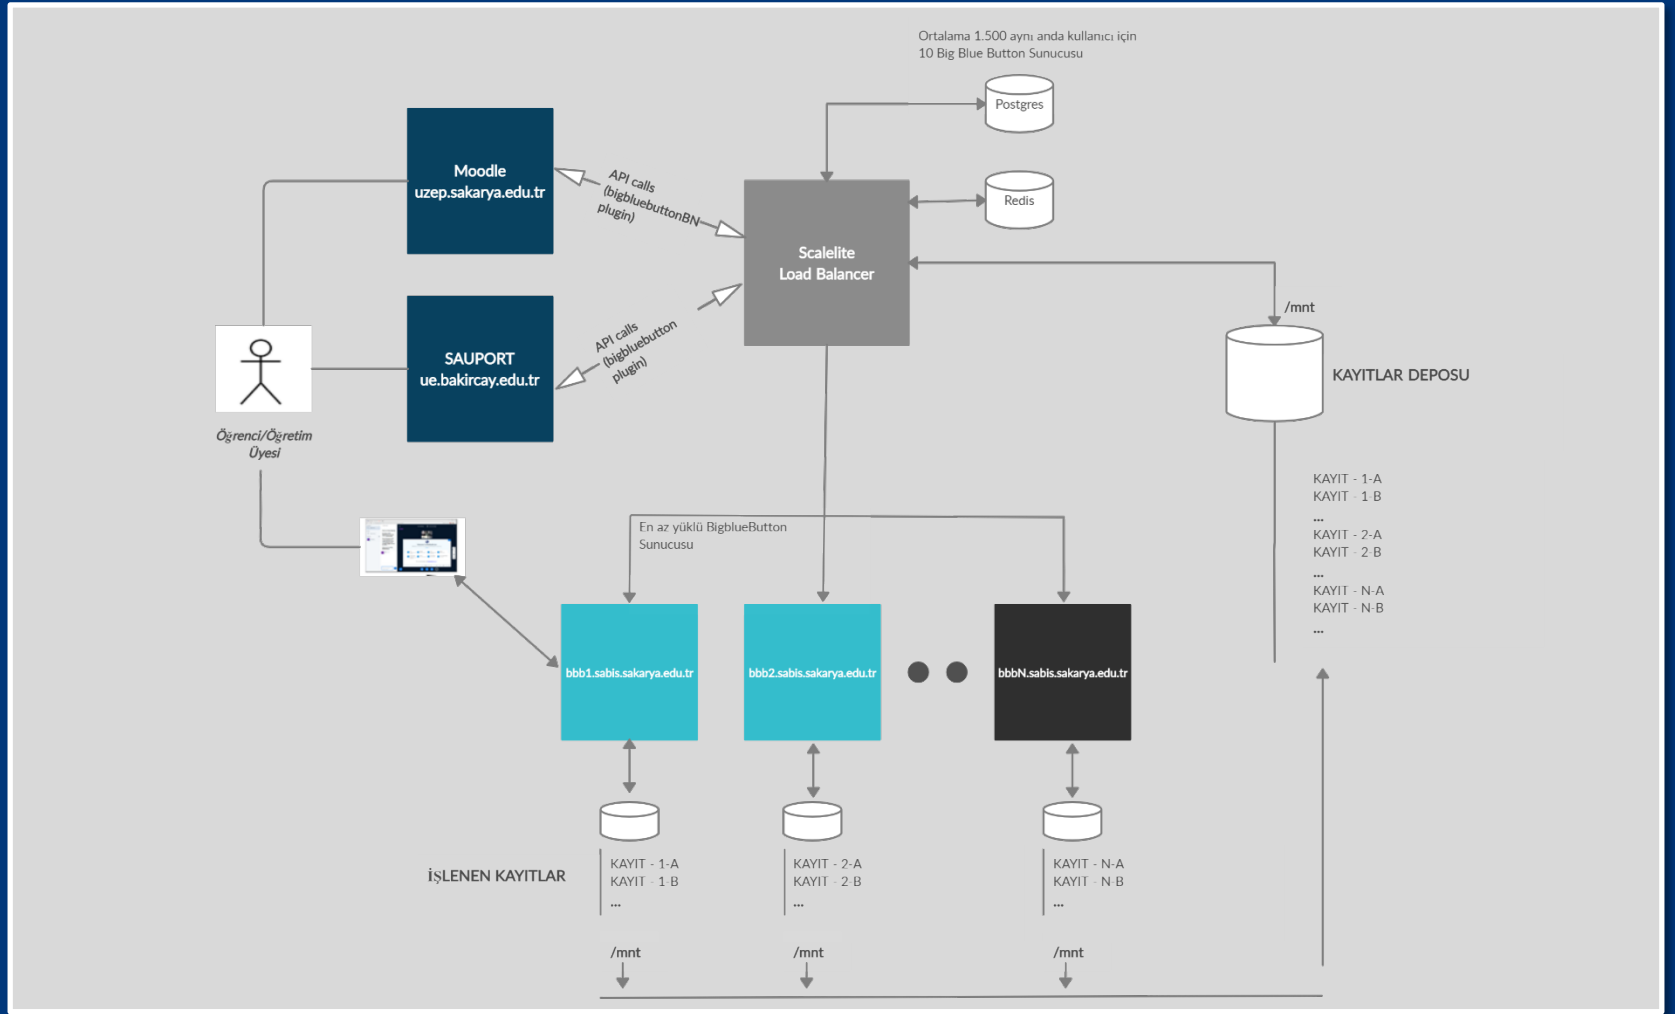 Ortalama 1.500 aynı anda kullanıcı için
10 Big Blue Button Sunucusu
Postgres
Redis
Moodle
uzep.sakarya.edu.tr
API calls
(bigbluebuttonBN
plugin)
Scalelite
Load Balancer
/mnt
KAYITLAR DEPOSU
SAUPORT
ue.bakircay.edu.tr
API calls
(bigbluebutton
plugin)
Öğrenci/Öğretim
Üyesi
KAYIT - 1-A
KAYIT - 1-B
...
KAYIT - 2-A
KAYIT - 2-B
...
KAYIT - N-A
KAYIT - N-B
...
En az yüklü BigblueButton
Sunucusu
bbb1.sabis.sakarya.edu.tr
bbb2.sabis.sakarya.edu.tr
bbbN.sabis.sakarya.edu.tr
İŞLENEN KAYITLAR
KAYIT - 1-A
KAYIT - 1-B
...
KAYIT - 2-A
KAYIT - 2-B
...
KAYIT - N-A
KAYIT - N-B
...
/mnt
/mnt
/mnt